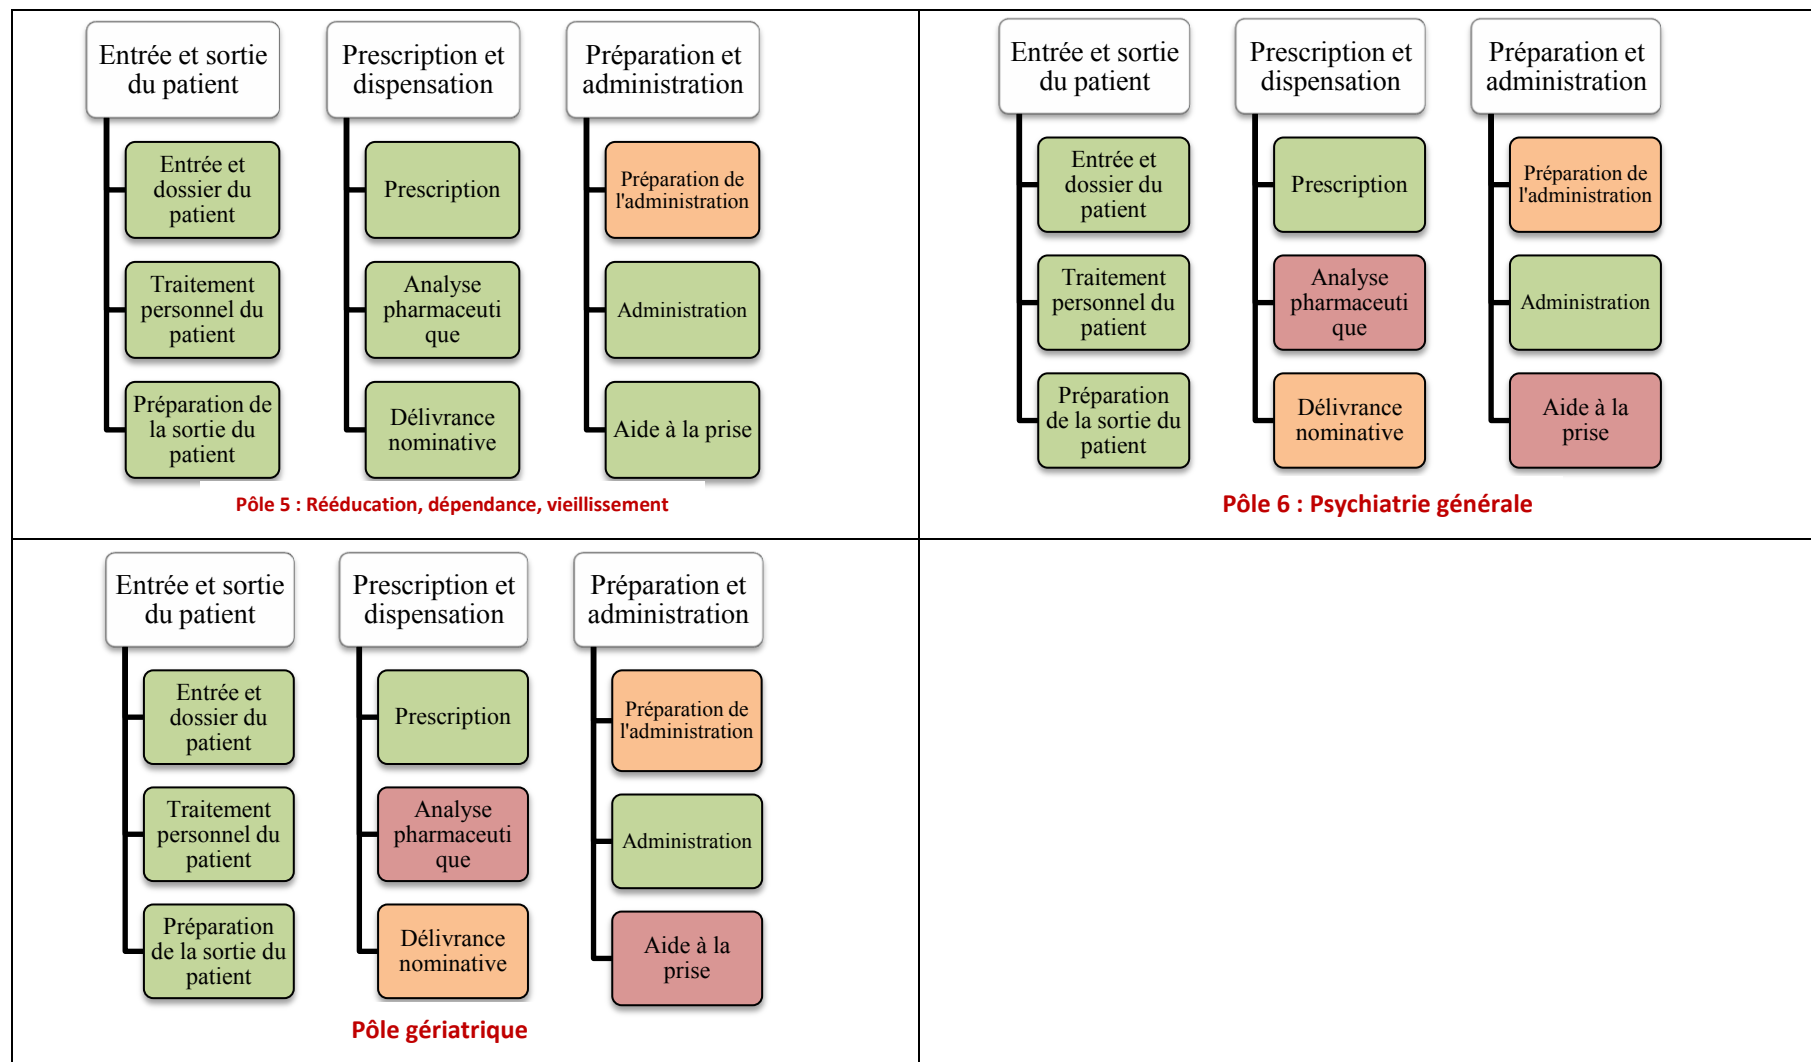 Entrée et sortie
du patient
Entrée et
dossier du
patient
Traitement
personnel du
patient
Préparation de
la sortie du
patient
Prescription et
dispensation
Prescription
Analyse
pharmaceuti
que
Délivrance
nominative
Préparation et
administration
Préparation de
l'administration
Administration
Aide à la prise
Pôle 5 : Rééducation, dépendance, vieillissement
Entrée et sortie
du patient
Entrée et
dossier du
patient
Traitement
personnel du
patient
Préparation
de la sortie du
patient
Prescription et
dispensation
Prescription
Analyse
pharmaceuti
que
Délivrance
nominative
Préparation et
administration
Préparation de
l'administration
Administration
Aide à la
prise
Pôle 6 : Psychiatrie générale
Entrée et sortie
du patient
Entrée et
dossier du
patient
Traitement
personnel du
patient
Préparation
de la sortie du
patient
Prescription et
dispensation
Prescription
Analyse
pharmaceuti
que
Délivrance
nominative
Préparation et
administration
Préparation de
l'administration
Administration
Aide à la
prise
Pôle gériatrique